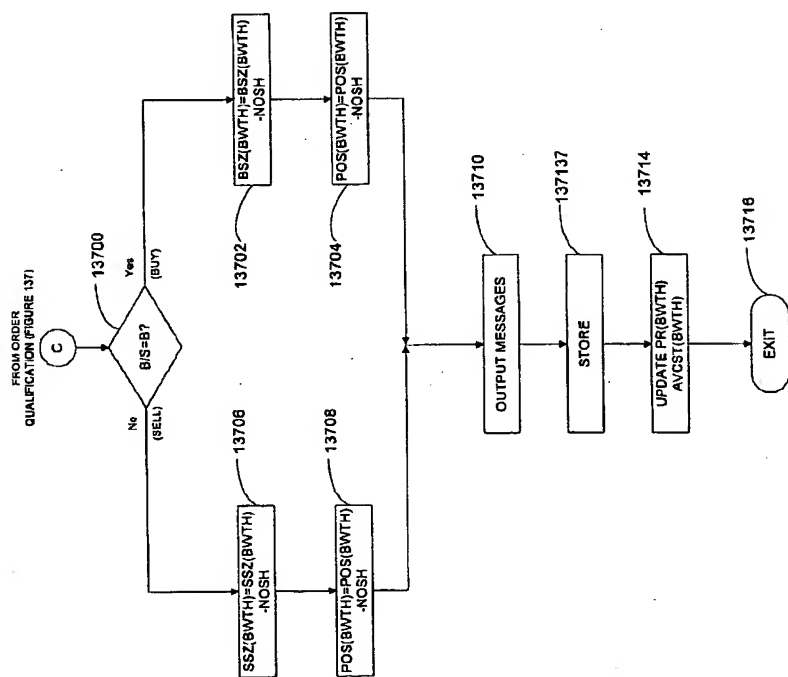 FROM ORDER
QUALIFICATION (FIGURE 137)
C
13700
B/S=B?
No
(SELL)
Yes
(BUY)
13706
SSZ(BWTH)=SSZ(BWTH)
-NOSH
13702
BSZ(BWTH)=BSZ(BWTH)
-NOSH
13708
POS(BWTH)=POS(BWTH)
-NOSH
13704
POS(BWTH)=POS(BWTH)
-NOSH
13710
OUTPUT MESSAGES
137137
STORE
13714
UPDATE PR(BWTH)
AVCST(BWTH)
13716
EXIT